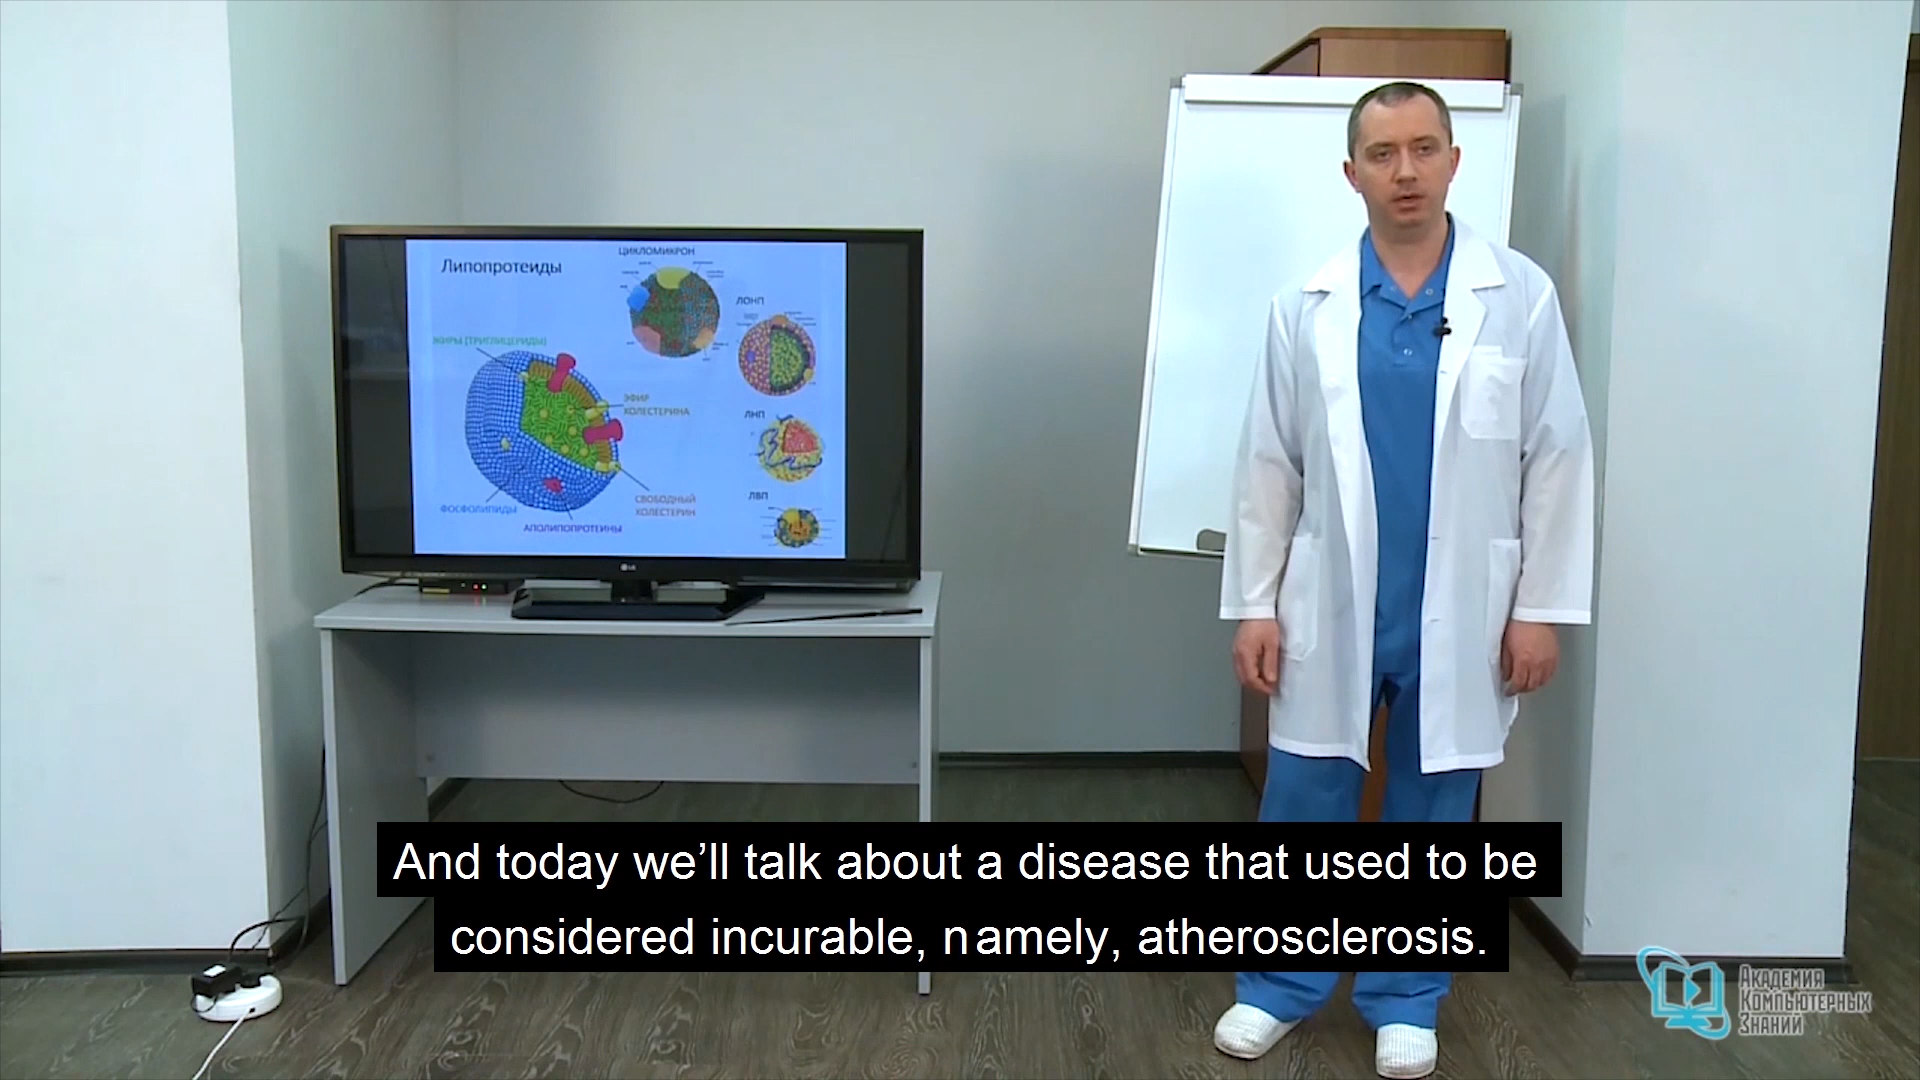 Липопротеиды
ЦИКЛОМИКРОН
ЛОНП
ЖИРЫ (ТРИГЛИЦЕРИДЫ)
ЭФИР
ХОЛЕСТЕРИНА
ЛНП
СВОБОДНЫЙ
ХОЛЕСТЕРИН
ЛВП
ФОСФОЛИПИДЫ
АПОЛИПОПРОТЕИНЫ
LG
And today we’ll talk about a disease that used to be
considered incurable, namely, atherosclerosis.
АКАДЕМИЯ
КОМПЬЮТЕРНЫХ
ЗНАНИЙ